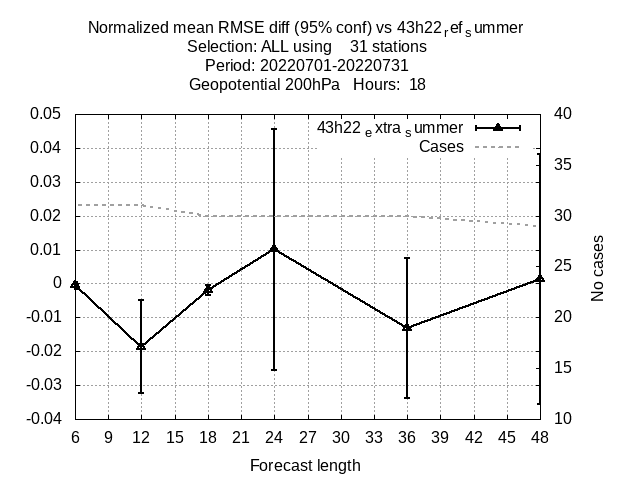 Normalized mean RMSE diff (95% conf) vs 43h22refsummer
Selection: ALL using    31 stations
Period: 20220701-20220731
Geopotential 200hPa   Hours:  18
43h22extrasummer
Cases
0.05
0.04
0.03
0.02
0.01
0
-0.01
-0.02
-0.03
-0.04
40
35
30
25
20
15
10
No cases
6 9 12 15 18 21 24 27 30 33 36 39 42 45 48
Forecast length